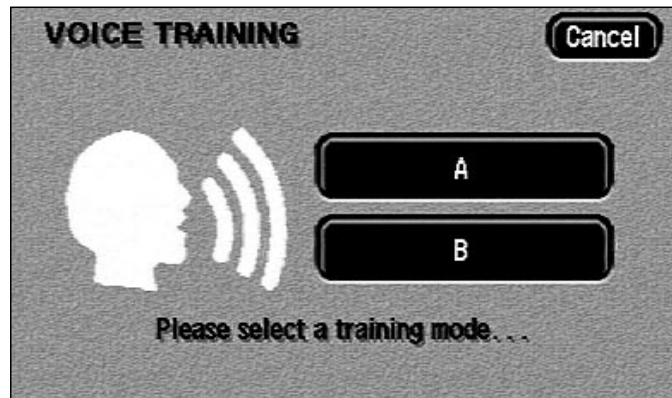 VOICE TRAINING
Cancel
A
B
Please select a training mode...